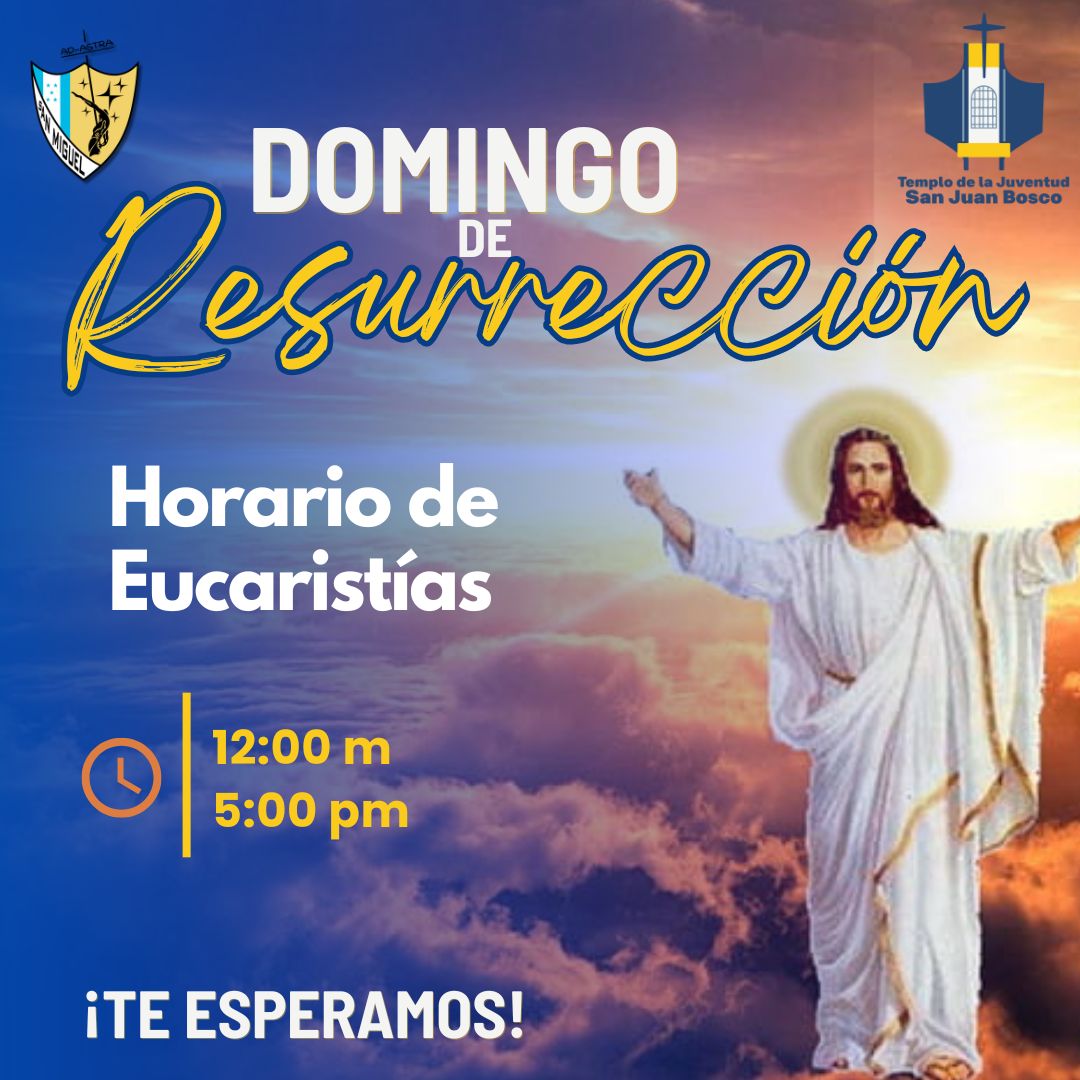 AD-ASTRA
SAN MIGUEL
Templo de la Juventud
San Juan Bosco
DOMINGO
DE
Resurrección
Horario de
Eucaristías
12:00 m
5:00 pm
¡TE ESPERAMOS!